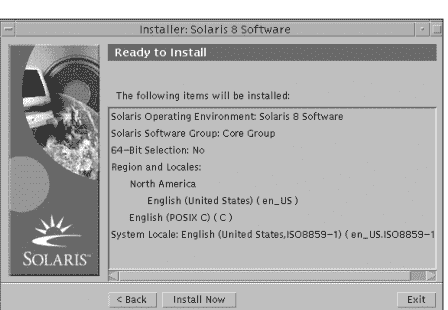 Installer: Solaris 8 Software
Ready to Install
The following items will be installed:
Solaris Operating Environment: Solaris 8 Software
Solaris Software Group: Core Group
64-Bit Selection: No
Region and Locales:
North America
English (United States) ( en_US )
English (POSIX C) ( C )
System Locale: English (United States,ISO8859-1) ( en_US.ISO8859-1
SOLARIS™
< Back
Install Now
Exit